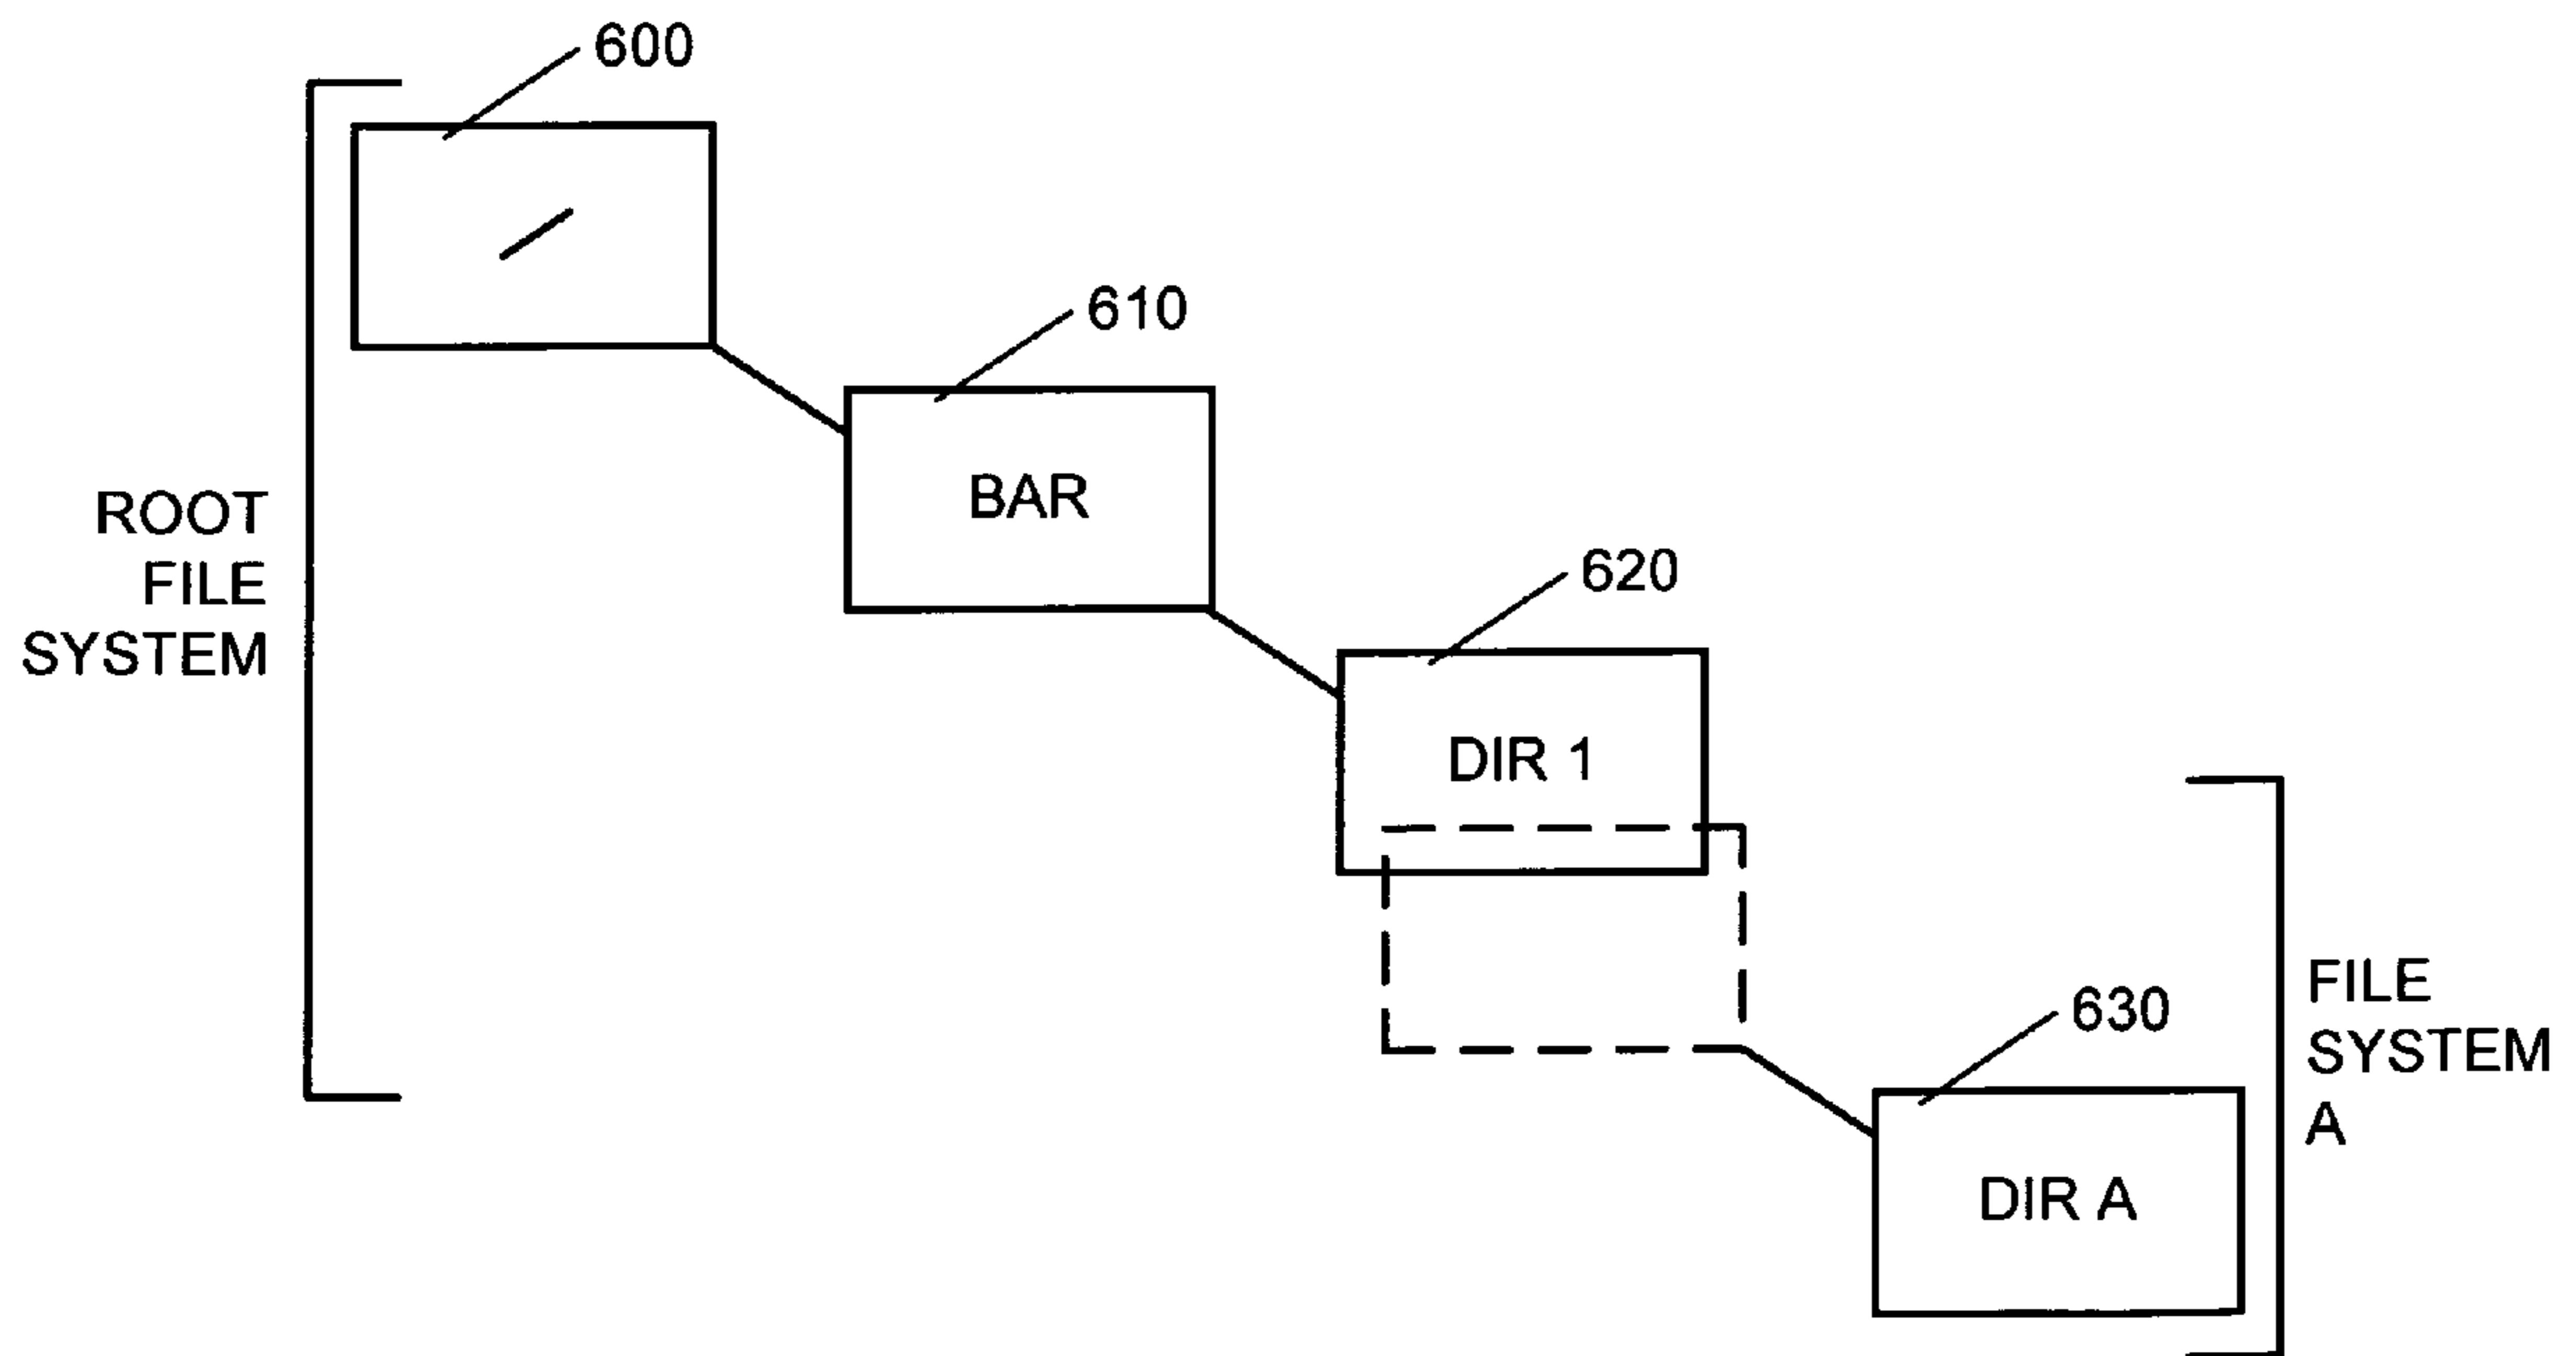 600
/
610
BAR
ROOT
FILE
SYSTEM
620
DIR 1
FILE
SYSTEM
A
630
DIR A